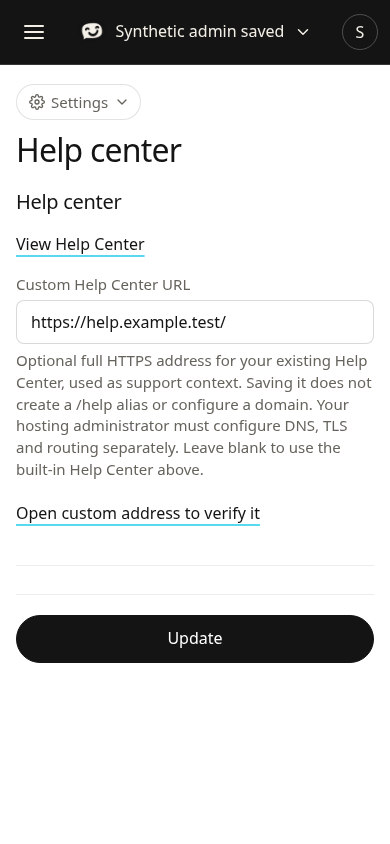 Synthetic admin saved
S
Settings
Help center
Help center
View Help Center
Custom Help Center URL
https://help.example.test/
Optional full HTTPS address for your existing Help
Center, used as support context. Saving it does not
create a /help alias or configure a domain. Your
hosting administrator must configure DNS, TLS
and routing separately. Leave blank to use the
built-in Help Center above.
Open custom address to verify it
Update